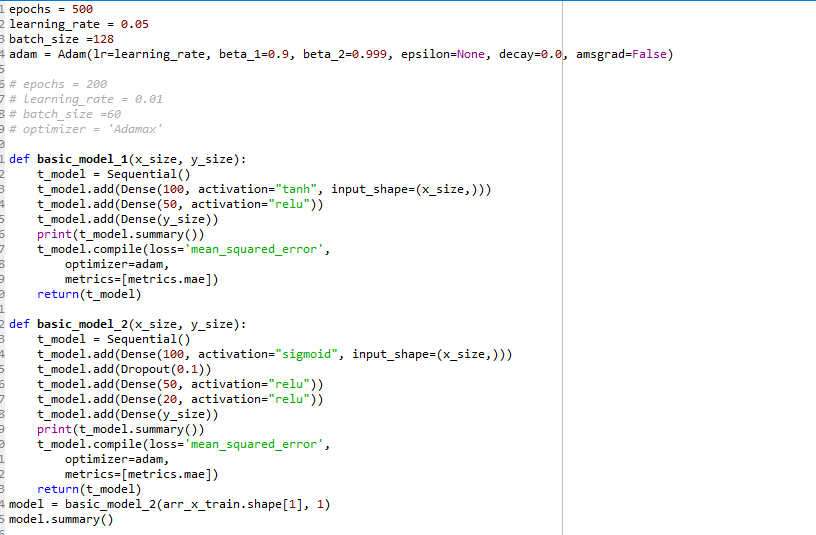 1 epochs = 500
2 learning_rate = 0.05
3 batch_size =128
4 adam = Adam(lr=learning_rate, beta_1=0.9, beta_2=0.999, epsilon=None, decay=0.0, amsgrad=False)
5
6 # epochs = 200
7 # learning_rate = 0.01
8 # batch_size =60
9 # optimizer = 'Adamax'
0
1 def basic_model_1(x_size, y_size):
2     t_model = Sequential()
3     t_model.add(Dense(100, activation="tanh", input_shape=(x_size,)))
4     t_model.add(Dense(50, activation="relu"))
5     t_model.add(Dense(y_size))
6     print(t_model.summary())
7     t_model.compile(loss='mean_squared_error',
8         optimizer=adam,
9         metrics=[metrics.mae])
0     return(t_model)
1
2 def basic_model_2(x_size, y_size):
3     t_model = Sequential()
4     t_model.add(Dense(100, activation="sigmoid", input_shape=(x_size,)))
5     t_model.add(Dropout(0.1))
6     t_model.add(Dense(50, activation="relu"))
7     t_model.add(Dense(20, activation="relu"))
8     t_model.add(Dense(y_size))
9     print(t_model.summary())
0     t_model.compile(loss='mean_squared_error',
1         optimizer=adam,
2         metrics=[metrics.mae])
3     return(t_model)
4 model = basic_model_2(arr_x_train.shape[1], 1)
5 model.summary()
6